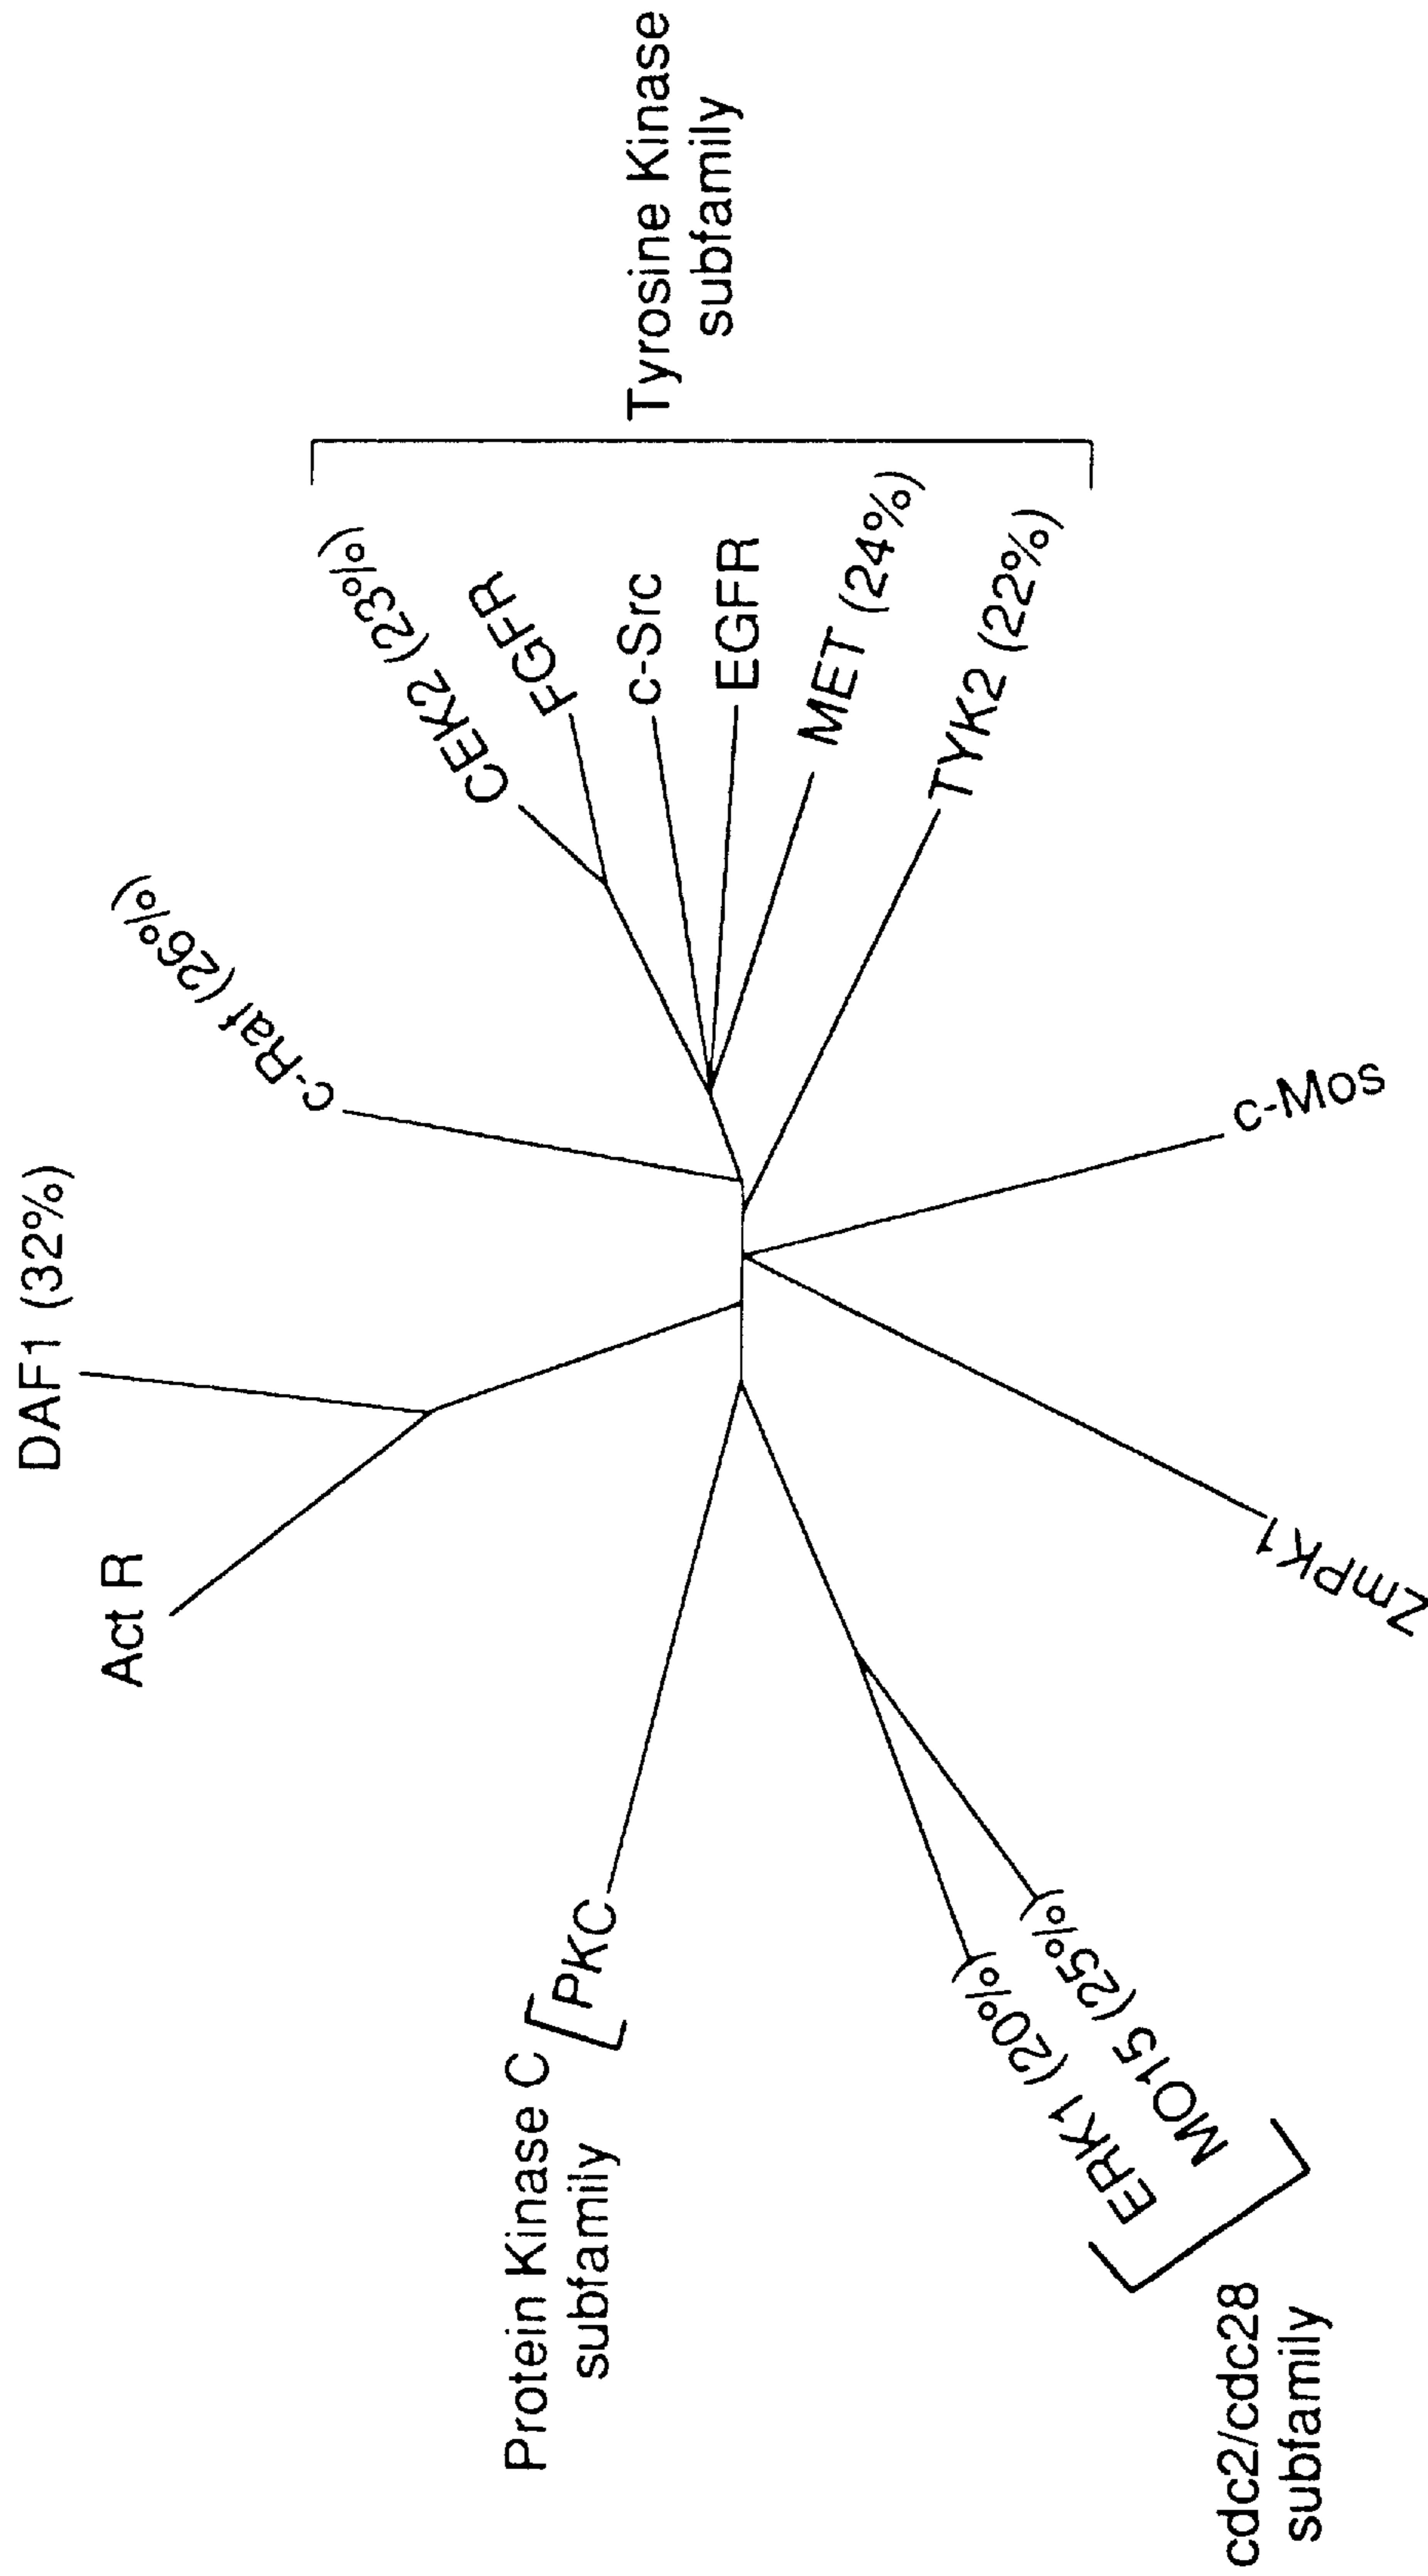 DAF1 (32%)
Act R
c-Raf (26%)
CEK2 (23%)
FGFR
c-Src
EGFR
MET (24%)
TYK2 (22%)
Tyrosine Kinase
subfamily
c-Mos
ZmPK1
Protein Kinase C
subfamily
PKC
ERK1 (20%)
MO15 (25%)
cdc2/cdc28
subfamily